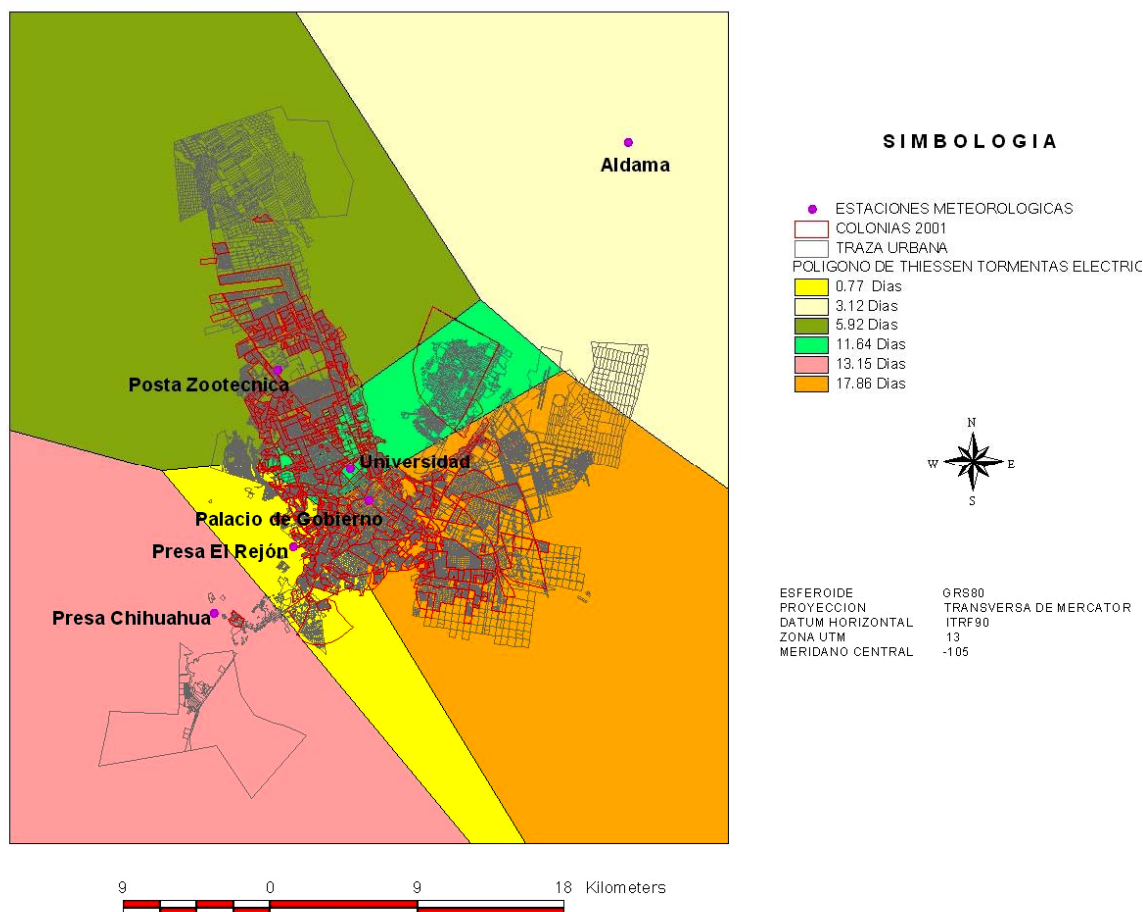 Aldama
Posta Zootecnica
Universidad
Palacio de Gobierno
Presa El Rejón
Presa Chihuahua
9 0 9 18 Kilometers
SIMBOLOGIA
ESTACIONES METEOROLOGICAS
COLONIAS 2001
TRAZA URBANA
POLIGONO DE THIESSEN TORMENTAS ELECTRIC
0.77 Dias
3.12 Dias
5.92 Dias
11.64 Dias
13.15 Dias
17.86 Dias
N
W E
S
ESFEROIDE GRS80
PROYECCION TRANSVERSA DE MERCATOR
DATUM HORIZONTAL ITRF90
ZONA UTM 13
MERIDANO CENTRAL -105